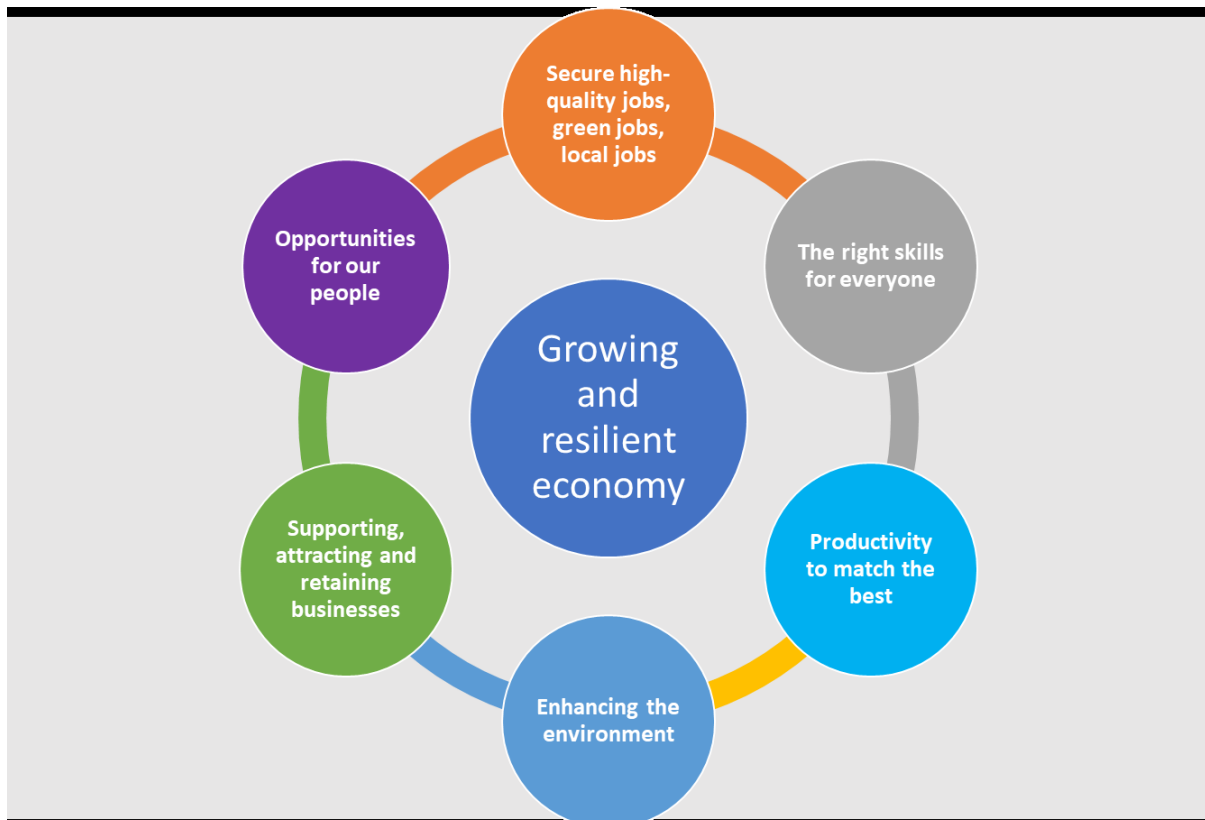 Secure high-
quality jobs,
green jobs,
local jobs
The right skills
for everyone
Productivity
to match the
best
Enhancing the
environment
Supporting,
attracting and
retaining
businesses
Opportunities
for our
people
Growing
and
resilient
economy